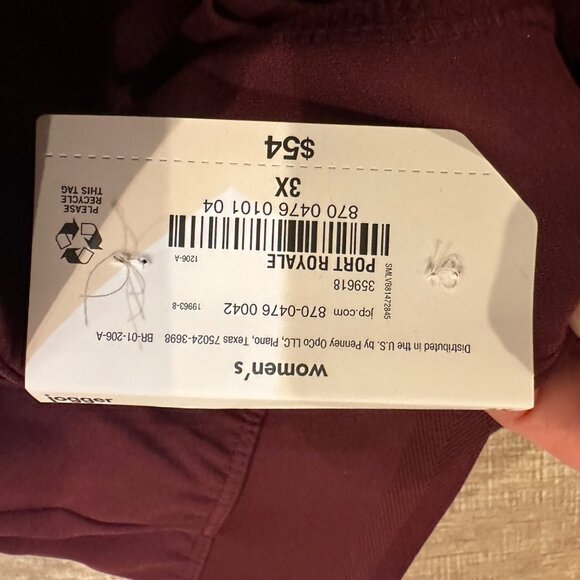 women's
Distributed in the U.S. by Penney OpCo LLC, Plano, Texas 75024-3698 BR-01-206-A
jcp.com 870-0476 0042 19963-8
359618
SMLVB81472845
PORT ROYALE 1206-A
870 0476 0101 04
3X
PLEASE
RECYCLE
THIS TAG
$54
jogger